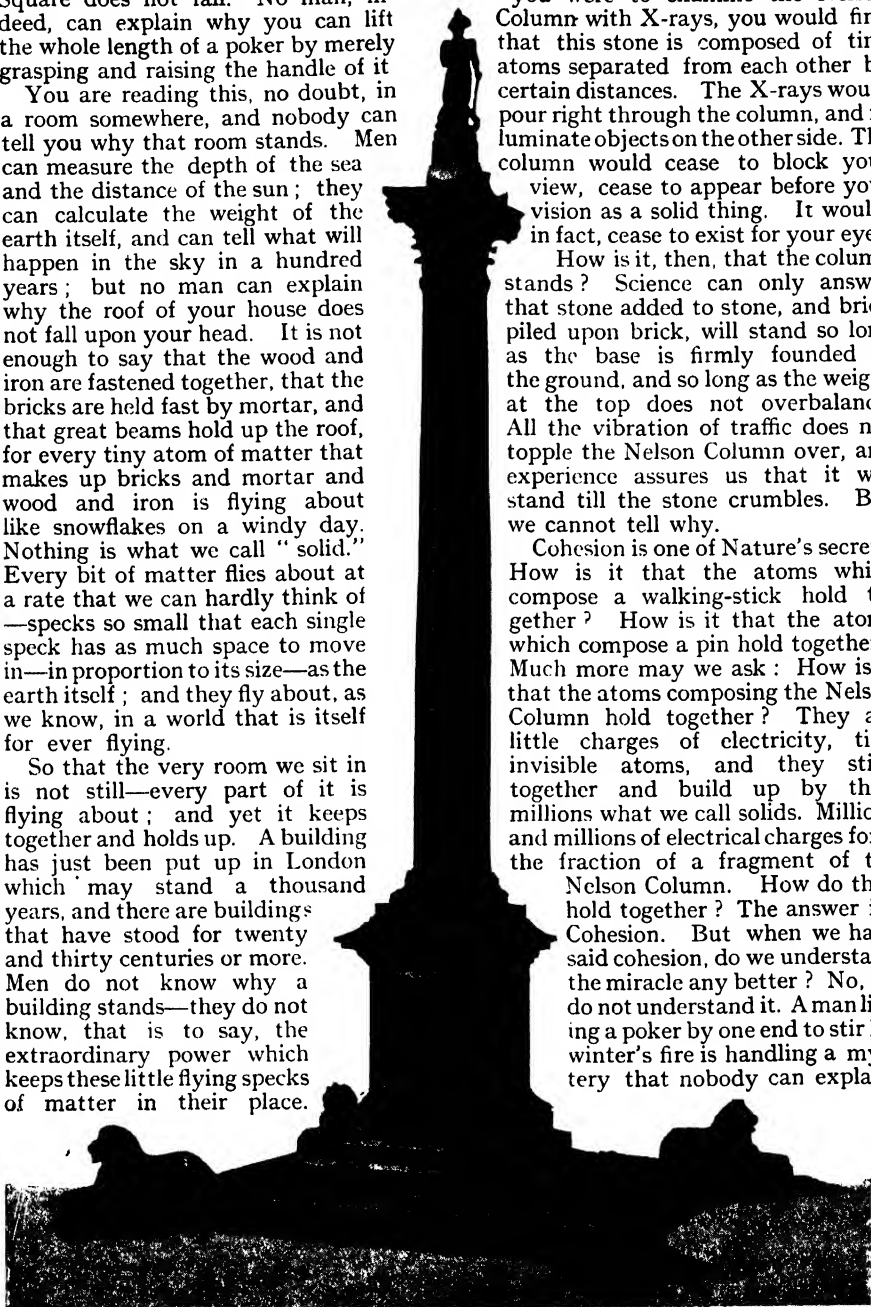 Square does not fall. No man, in-
deed, can explain why you can lift
the whole length of a poker by merely
grasping and raising the handle of it
You are reading this, no doubt, in
a room somewhere, and nobody can
tell you why that room stands. Men
can measure the depth of the sea
and the distance of the sun; they
can calculate the weight of the
earth itself, and can tell what will
happen in the sky in a hundred
years; but no man can explain
why the roof of your house does
not fall upon your head. It is not
enough to say that the wood and
iron are fastened together, that the
bricks are held fast by mortar, and
that great beams hold up the roof,
for every tiny atom of matter that
makes up bricks and mortar and
wood and iron is flying about
like snowflakes on a windy day.
Nothing is what we call “ solid.”
Every bit of matter flies about at
a rate that we can hardly think of
—specks so small that each single
speck has as much space to move
in—in proportion to its size—as the
earth itself; and they fly about, as
we know, in a world that is itself
for ever flying.
So that the very room we sit in
is not still—every part of it is
flying about; and yet it keeps
together and holds up. A building
has just been put up in London
which may stand a thousand
years, and there are buildings
that have stood for twenty
and thirty centuries or more.
Men do not know why a
building stands—they do not
know, that is to say, the
extraordinary power which
keeps these little flying specks
of matter in their place.
Column with X-rays, you would fin
that this stone is composed of tin
atoms separated from each other b
certain distances. The X-rays woul
pour right through the column, and i
luminate objects on the other side. Th
column would cease to block you
view, cease to appear before you
vision as a solid thing. It would
in fact, cease to exist for your eye
How is it, then, that the colum
stands? Science can only answ
that stone added to stone, and bric
piled upon brick, will stand so lon
as the base is firmly founded
the ground, and so long as the weigh
at the top does not overbalanc
All the vibration of traffic does n
topple the Nelson Column over, an
experience assures us that it w
stand till the stone crumbles. B
we cannot tell why.
Cohesion is one of Nature's secret
How is it that the atoms whi
compose a walking-stick hold t
gether? How is it that the atom
which compose a pin hold together
Much more may we ask: How is
that the atoms composing the Nels
Column hold together? They a
little charges of electricity, ti
invisible atoms, and they sti
together and build up by the
millions what we call solids. Millio
and millions of electrical charges for
the fraction of a fragment of t
Nelson Column. How do the
hold together? The answer i
Cohesion. But when we ha
said cohesion, do we understa
the miracle any better? No,
do not understand it. A man li
ing a poker by one end to stir
winter's fire is handling a my
tery that nobody can expla